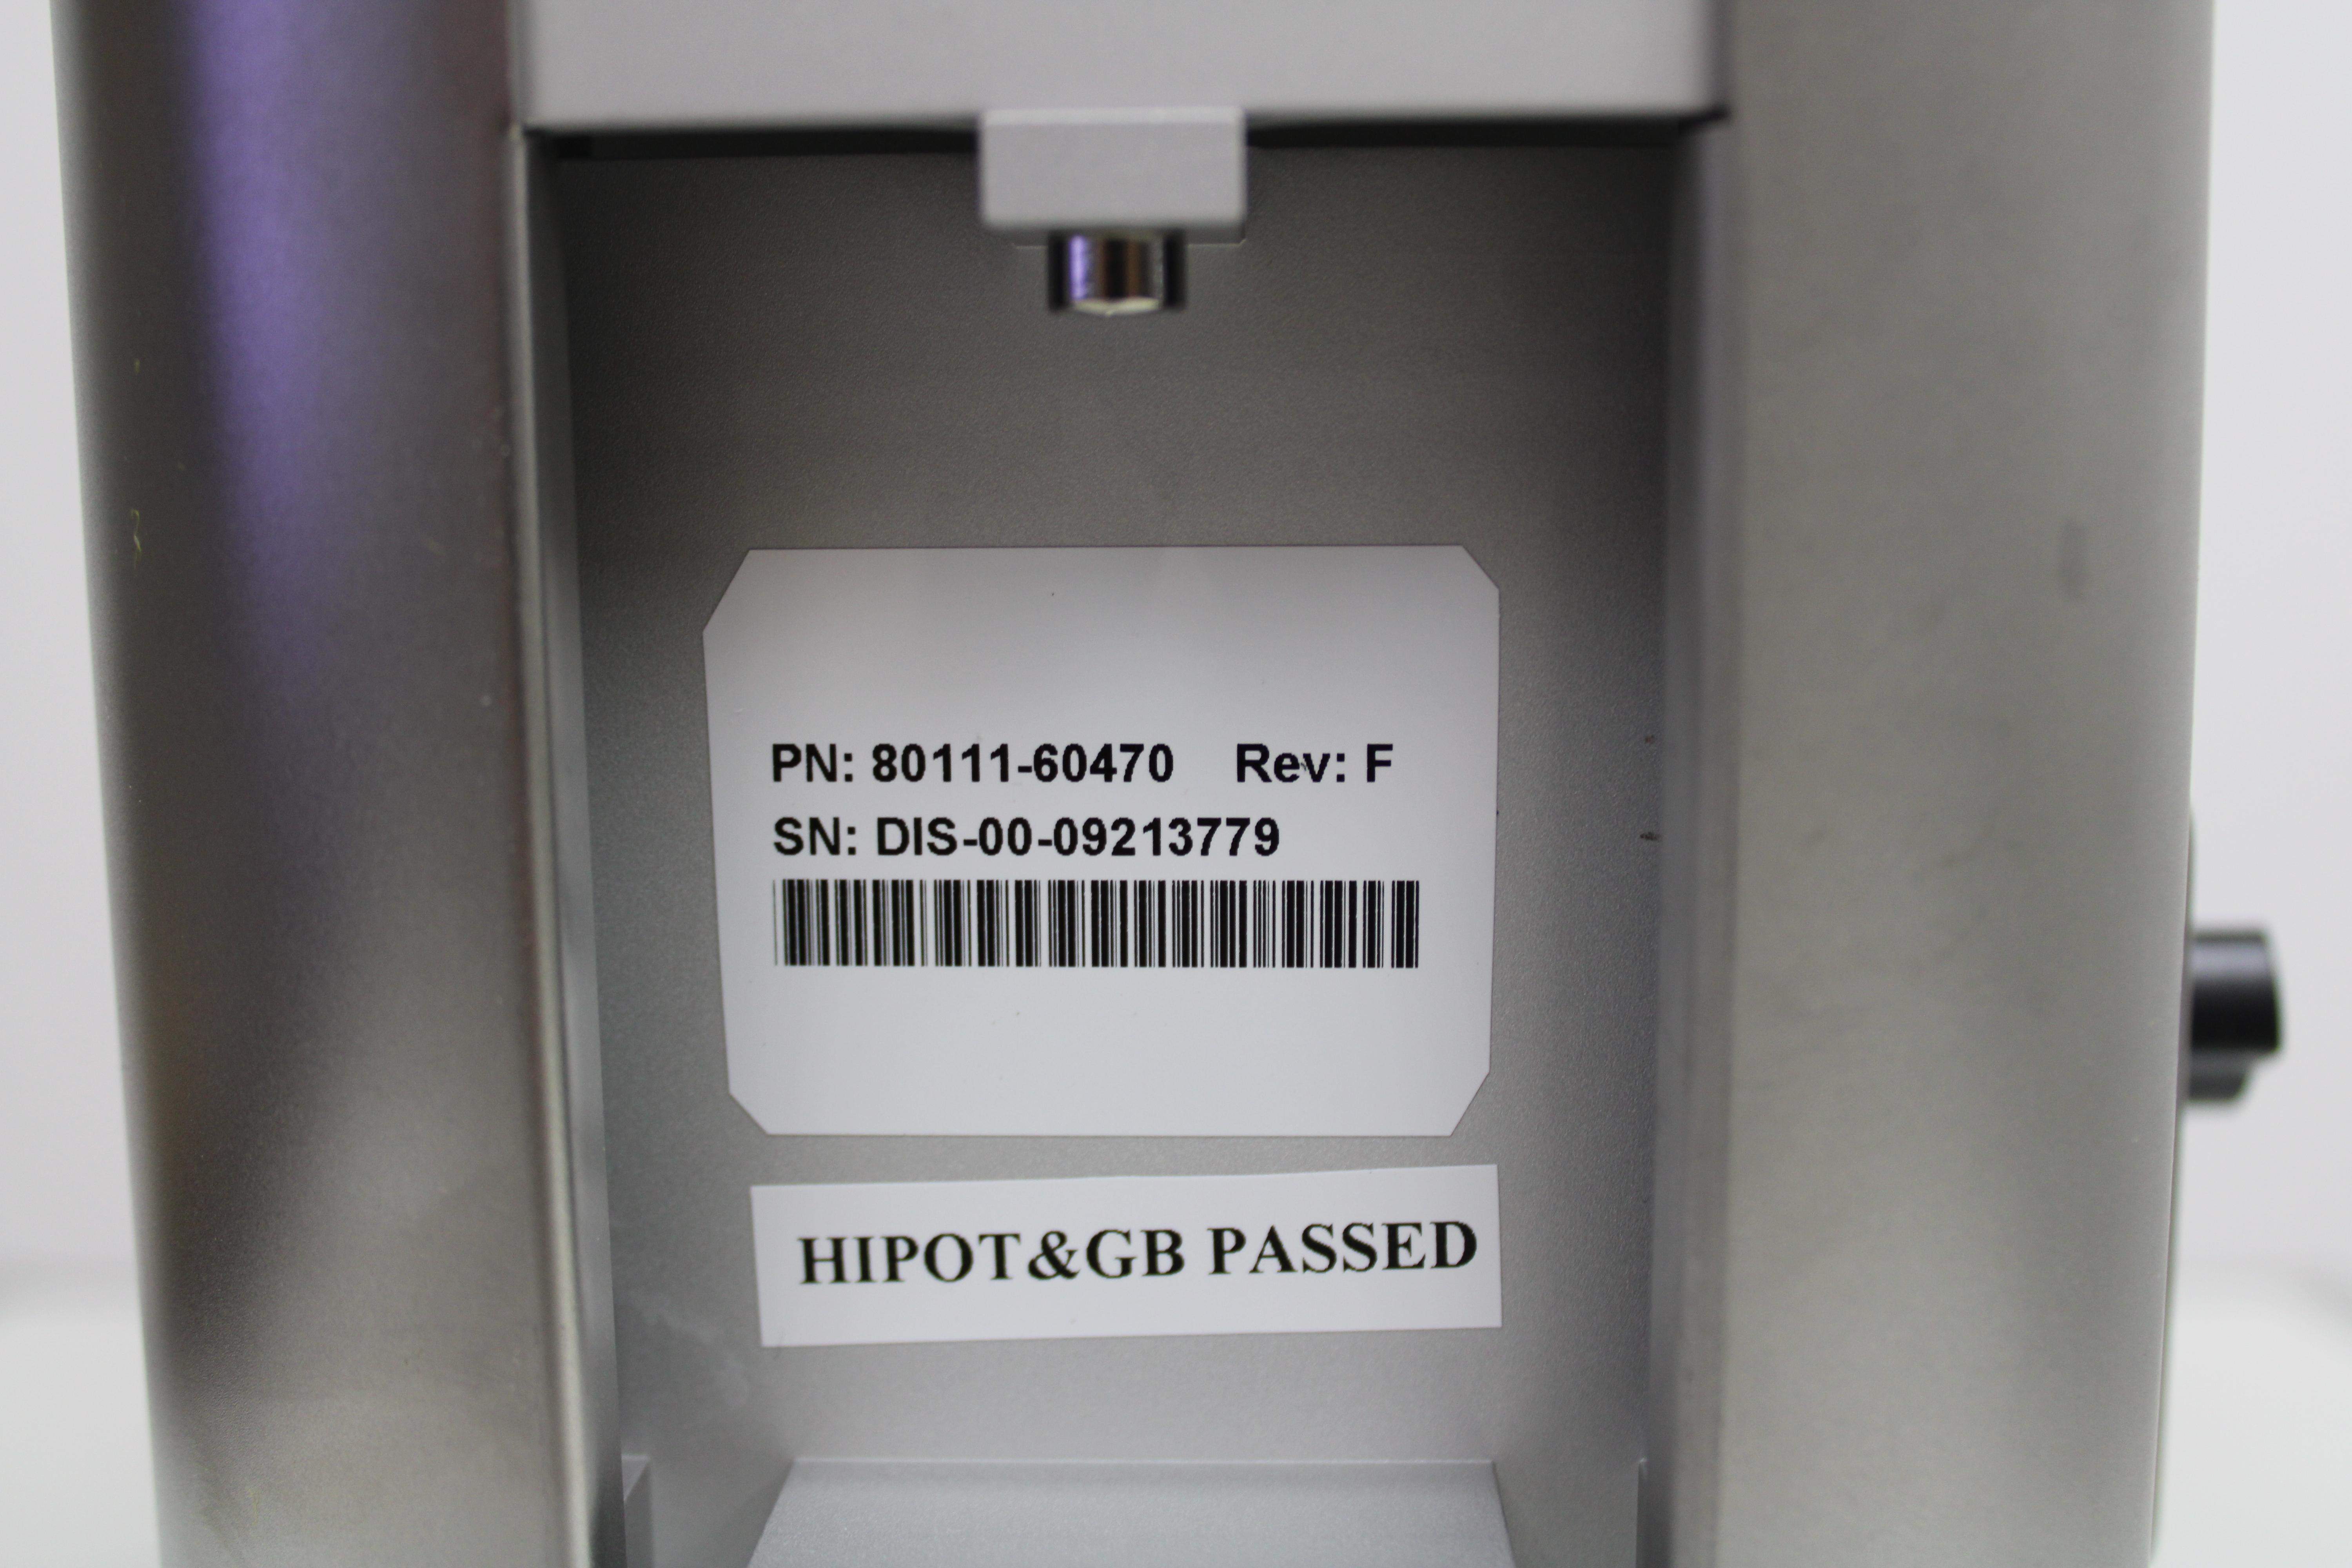 PN: 80111-60470 Rev: F
SN: DIS-00-09213779
HIPOT&GB PASSED